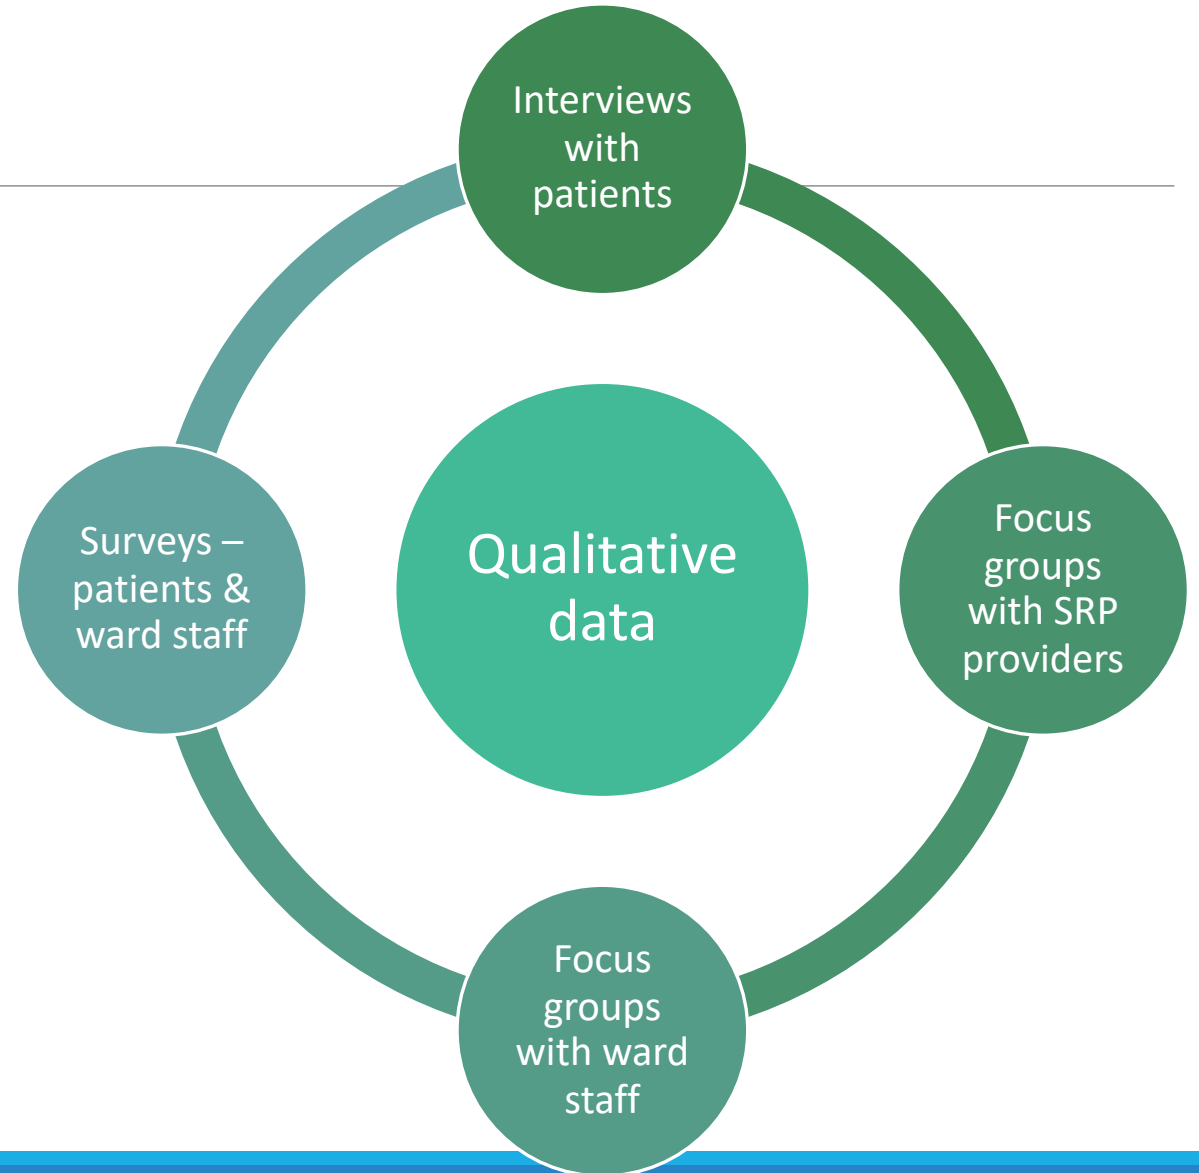 Interviews
with
patients
Focus
groups
with SRP
providers
Focus
groups
with ward
staff
Surveys –
patients &
ward staff
Qualitative
data